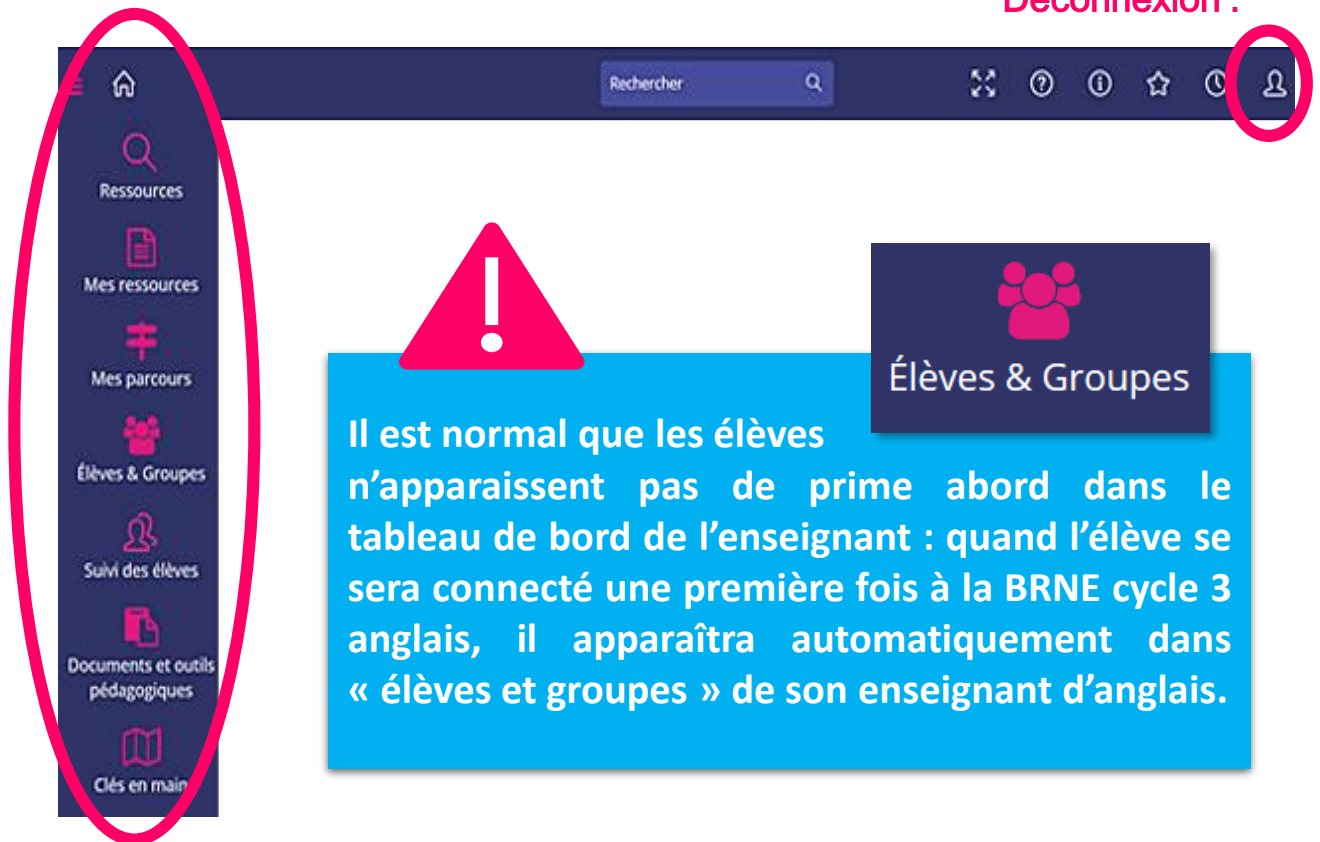 Déconnexion :
Rechercher
Ressources
Mes ressources
Mes parcours
Élèves & Groupes
Suivi des élèves
Documents et outils
pédagogiques
Clés en main
!
Élèves & Groupes
Il est normal que les élèves
n’apparaissent pas de prime abord dans le
tableau de bord de l’enseignant : quand l’élève se
sera connecté une première fois à la BRNE cycle 3
anglais, il apparaîtra automatiquement dans
« élèves et groupes » de son enseignant d’anglais.